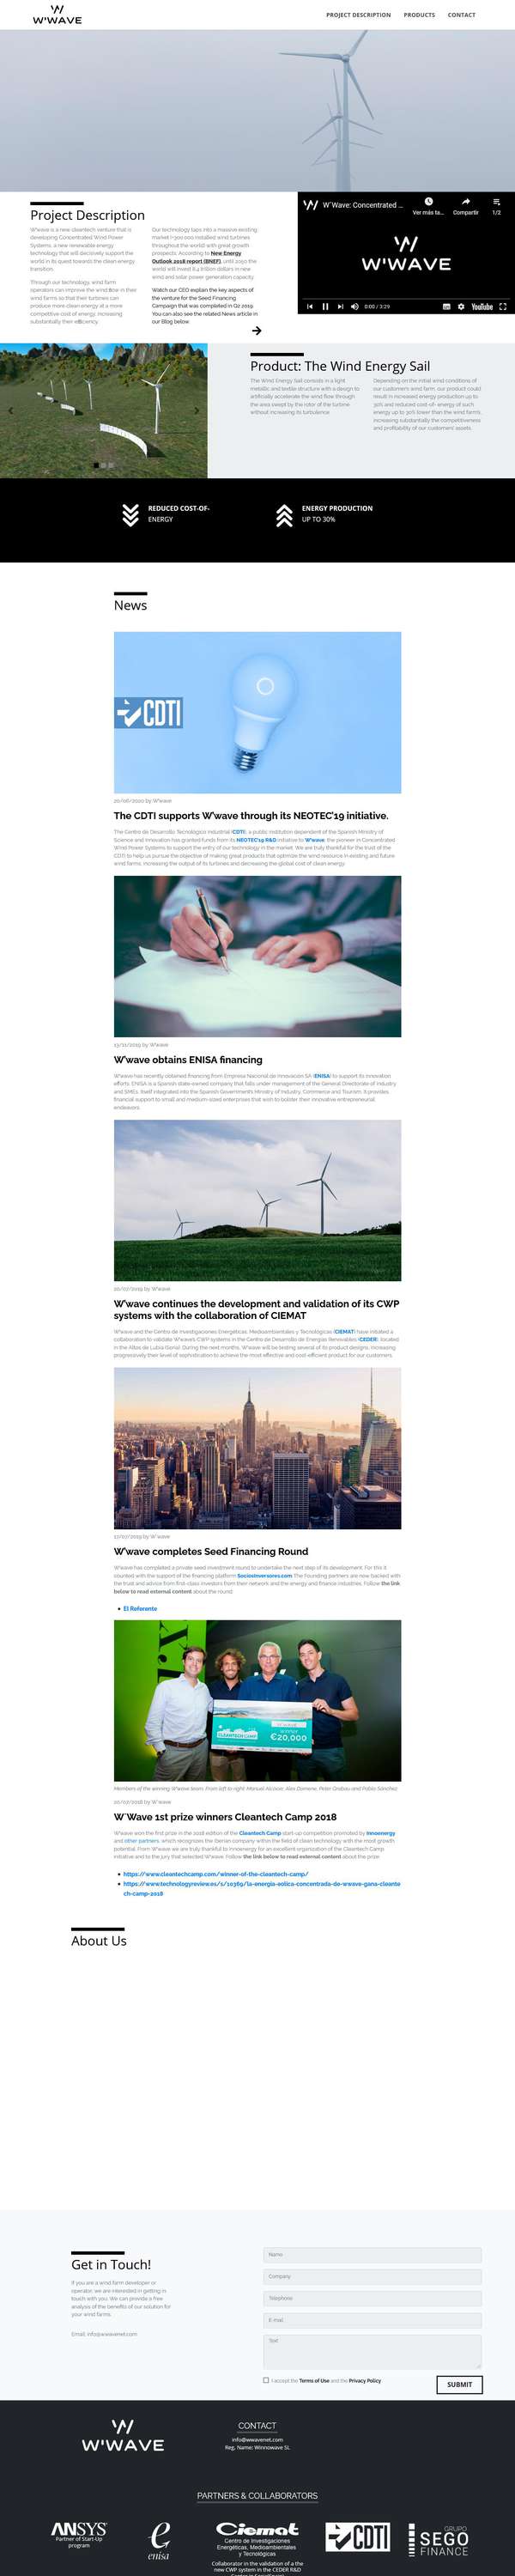 W'WAVE
PROJECT DESCRIPTION PRODUCTS CONTACT
Project Description
W'wave is a new cleantech venture that is
developing Concentrated Wind Power
Systems, a new renewable energy
technology that will decisively support the
world in its quest towards the clean energy
transition.
Through our technology, wind farm
operators can improve the wind flow in their
wind farms so that their turbines can
produce more clean energy at a more
competitive cost of energy, increasing
substantially their efficiency.
Our technology taps into a massive existing
installed wind turbines
throughout the world) with great growth
prospects. According to New Energy
Outlook 2018 report (BNEF), until 2050 the
world will invest 8,4 trillion dollars in new
wind and solar power generation capacity.
Watch our CEO explain the key aspects of
the venture for the Seed Financing
Campaign that was completed in Q2 2019.
You can also see the related News article in
our Blog below.
W´Wave: Concentrated ...
Ver más ta... Compartir 1/2
W'WAVE
0:00 / 3:29 YouTube
Product: The Wind Energy Sail
The Wind Energy Sail consists in a light
metallic and textile structure with a design to
artificially accelerate the wind flow through
the area swept by the rotor of the turbine
without increasing its turbulence.
Depending on the initial wind conditions of
our customer's wind farm, our product could
result in increased energy production up to
30% and reduced cost-of- energy of such
energy up to 30% lower than the wind farms,
increasing substantially the competitiveness
and profitability of our customers' assets.
REDUCED COST-OF-
ENERGY
ENERGY PRODUCTION
UP TO 30%
News
CDTI
20/06/2020 by W'wave
The CDTI supports W'wave through its NEOTEC'19 initiative.
The Centro de Desarrollo Tecnológico Industrial (CDTI), a public institution dependent of the Spanish Ministry of
Science and Innovation has granted funds from its NEOTEC'19 R&D initiative to W'wave, the pioneer in Concentrated
Wind Power Systems to support the entry of our technology in the market. We are truly thankful for the trust of the
CDTI to help us pursue the objective of making great products that optimize the wind resource in existing and future
wind farms, increasing the output of its turbines and decreasing the global cost of clean energy.
13/11/2019 by W'wave
W'wave obtains ENISA financing
W'wave has recently obtained financing from Empresa Nacional de Innovación SA (ENISA) to support its innovation
efforts. ENISA is a Spanish state-owned company that falls under management of the General Directorate of Industry
and SMEs, itself integrated into the Spanish Government's Ministry of Industry, Commerce and Tourism. It provides
financial support to small and medium-sized enterprises that wish to bolster their innovative entrepreneurial
endeavors.
by W'wave
W'wave continues the development and validation of its CWP
systems with the collaboration of CIEMAT
W'wave and the Centro de Investigaciones Energéticas, Medioambientales y Tecnológicas (CIEMAT) have initiated a
collaboration to validate W'wave's CWP systems in the Centro de Desarrollo de Energías Renovables (CEDER), located
in the Altos de Lubia (Soria). During the next months, W'wave will be testing several of its product designs, increasing
progressively their level of sophistication to achieve the most effective and cost-efficient product for our customers.
by W'wave
W'wave completes Seed Financing Round
W'wave has completed a private seed investment round to undertake the next step of its development. For this it
counted with the support of the financing platform SociosInversores.com. The Founding partners are now backed with
the trust and advice from first-class investors from their network and the energy and finance industries. Follow the link
below to read external content about the round:
El Referente
CLEANTECHCAMP
€20,000
Members of the winning W'wave team. From left to right: Manuel Alcázar, Alex Domene, Peter Grabau and Pablo Sánchez
by W'wave
W´Wave 1st prize winners Cleantech Camp 2018
W'wave won the first prize in the 2018 edition of the Cleantech Camp start-up competition promoted by Innoenergy
and other partners, which recognizes the Iberian company within the field of clean technology with the most growth
potential. From W'wave we are truly thankful to Innoenergy for an excellent organization of the Cleantech Camp
initiative and to the jury that selected W'wave. Follow the link below to read external content about the prize:
https://www.cleantechcamp.com/winner-of-the-cleantech-camp/
https://www.technologyreview.es/s/10369/la-energia-eolica-concentrada-de-wwave-gana-cleante
ch-camp-2018
About Us
Get in Touch!
If you are a wind farm developer or
operator, we are interested in getting in
touch with you. We can provide a free
analysis of the benefits of our solution for
your wind farms.
Email: info@wwavenet.com
Name
Company
Telephone
E-mail
Text
I accept the Terms of Use and the Privacy Policy
SUBMIT
W'WAVE
CONTACT
info@wwavenet.com
Reg. Name: Winnowave SL
PARTNERS & COLLABORATORS
ANSYS
Partner of Start-Up
program
enisa
Ciemat
Centro de Investigaciones
Energéticas, Medioambientales
y Tecnológicas
Collaborator in the validation of a the
new CWP system in the CEDER R&D
CDTI
GRUPO
SEGO
FINANCE